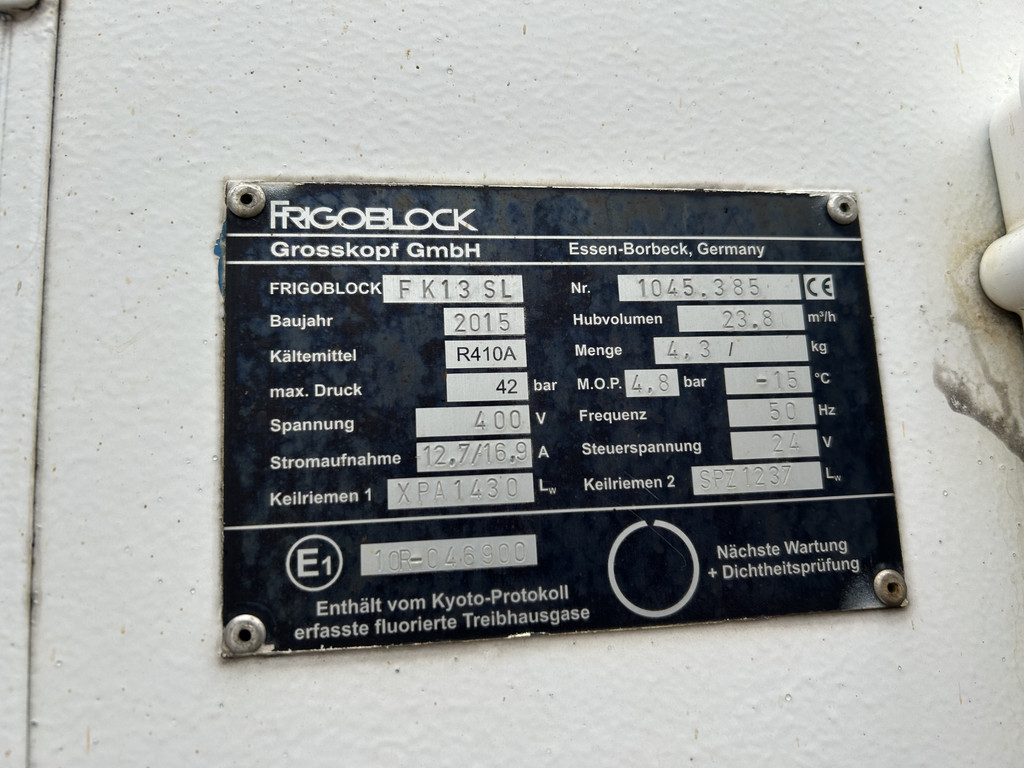 FRIGOBLOCK
Grosskopf GmbH Essen-Borbeck, Germany
FRIGOBLOCK FK13 SL Nr. 1045.385 CE
Baujahr 2015 Hubvolumen 23.8 m³/h
Kältemittel R410A Menge 4,3 / kg
max. Druck 42 bar M.O.P. 4,8 bar -15 °C
Spannung 400 V Frequenz 50 Hz
Stromaufnahme 12,7/16,9 A Steuerspannung 24 V
Keilriemen 1 XPA1430 Lw Keilriemen 2 SPZ1237 Lw
E1 10R-046900
Enthält vom Kyoto-Protokoll
erfasste fluorierte Treibhausgase
Nächste Wartung
+ Dichtheitsprüfung